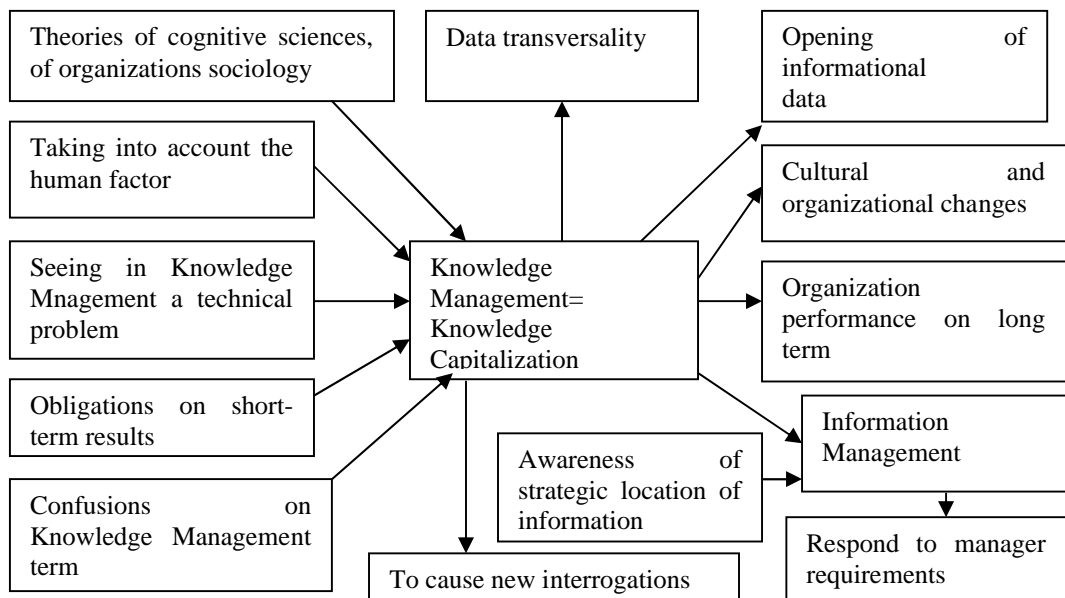 Theories of cognitive sciences,
of organizations sociology
Data transversality
Opening of
informational
data
Taking into account the
human factor
Cultural and
organizational changes
Seeing in Knowledge
Mnagement a technical
problem
Knowledge
Management=
Knowledge
Capitalization
Organization
performance on long
term
Obligations on short-
term results
Information
Management
Awareness of
strategic location of
information
Confusions on
Knowledge Management
term
Respond to manager
requirements
To cause new interrogations